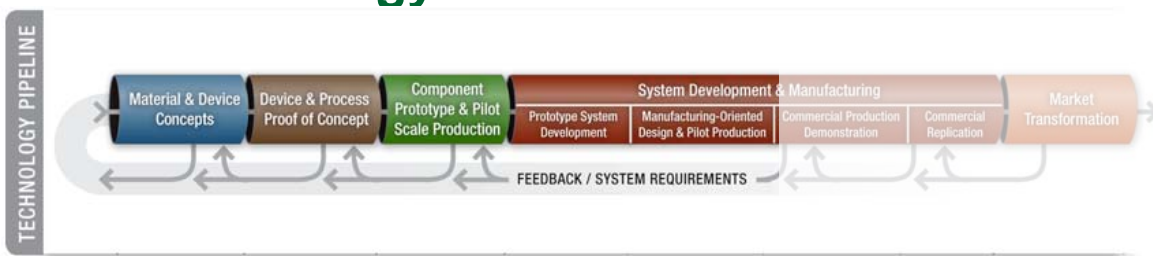 gy
TECHNOLOGY PIPELINE
Material & Device
Concepts
Device & Process
Proof of Concept
Component
Prototype & Pilot
Scale Production
System Development & Manufacturing
Prototype System
Development
Manufacturing-Oriented
Design & Pilot Production
Commercial Production
Demonstration
Commercial
Replication
Market
Transformation
FEEDBACK / SYSTEM REQUIREMENTS